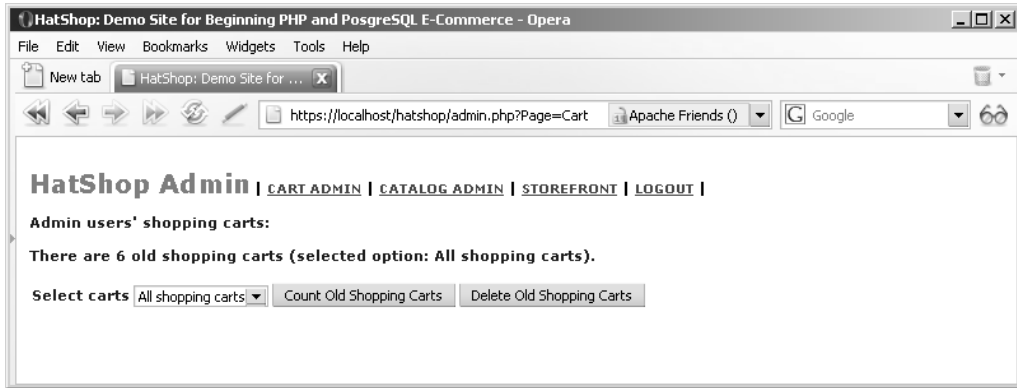 HatShop: Demo Site for Beginning PHP and PosgreSQL E-Commerce - Opera
File Edit View Bookmarks Widgets Tools Help
New tab HatShop: Demo Site for ...
https://localhost/hatshop/admin.php?Page=Cart Apache Friends () G Google
HatShop Admin | CART ADMIN | CATALOG ADMIN | STOREFRONT | LOGOUT |
Admin users' shopping carts:
There are 6 old shopping carts (selected option: All shopping carts).
Select carts All shopping carts Count Old Shopping Carts Delete Old Shopping Carts